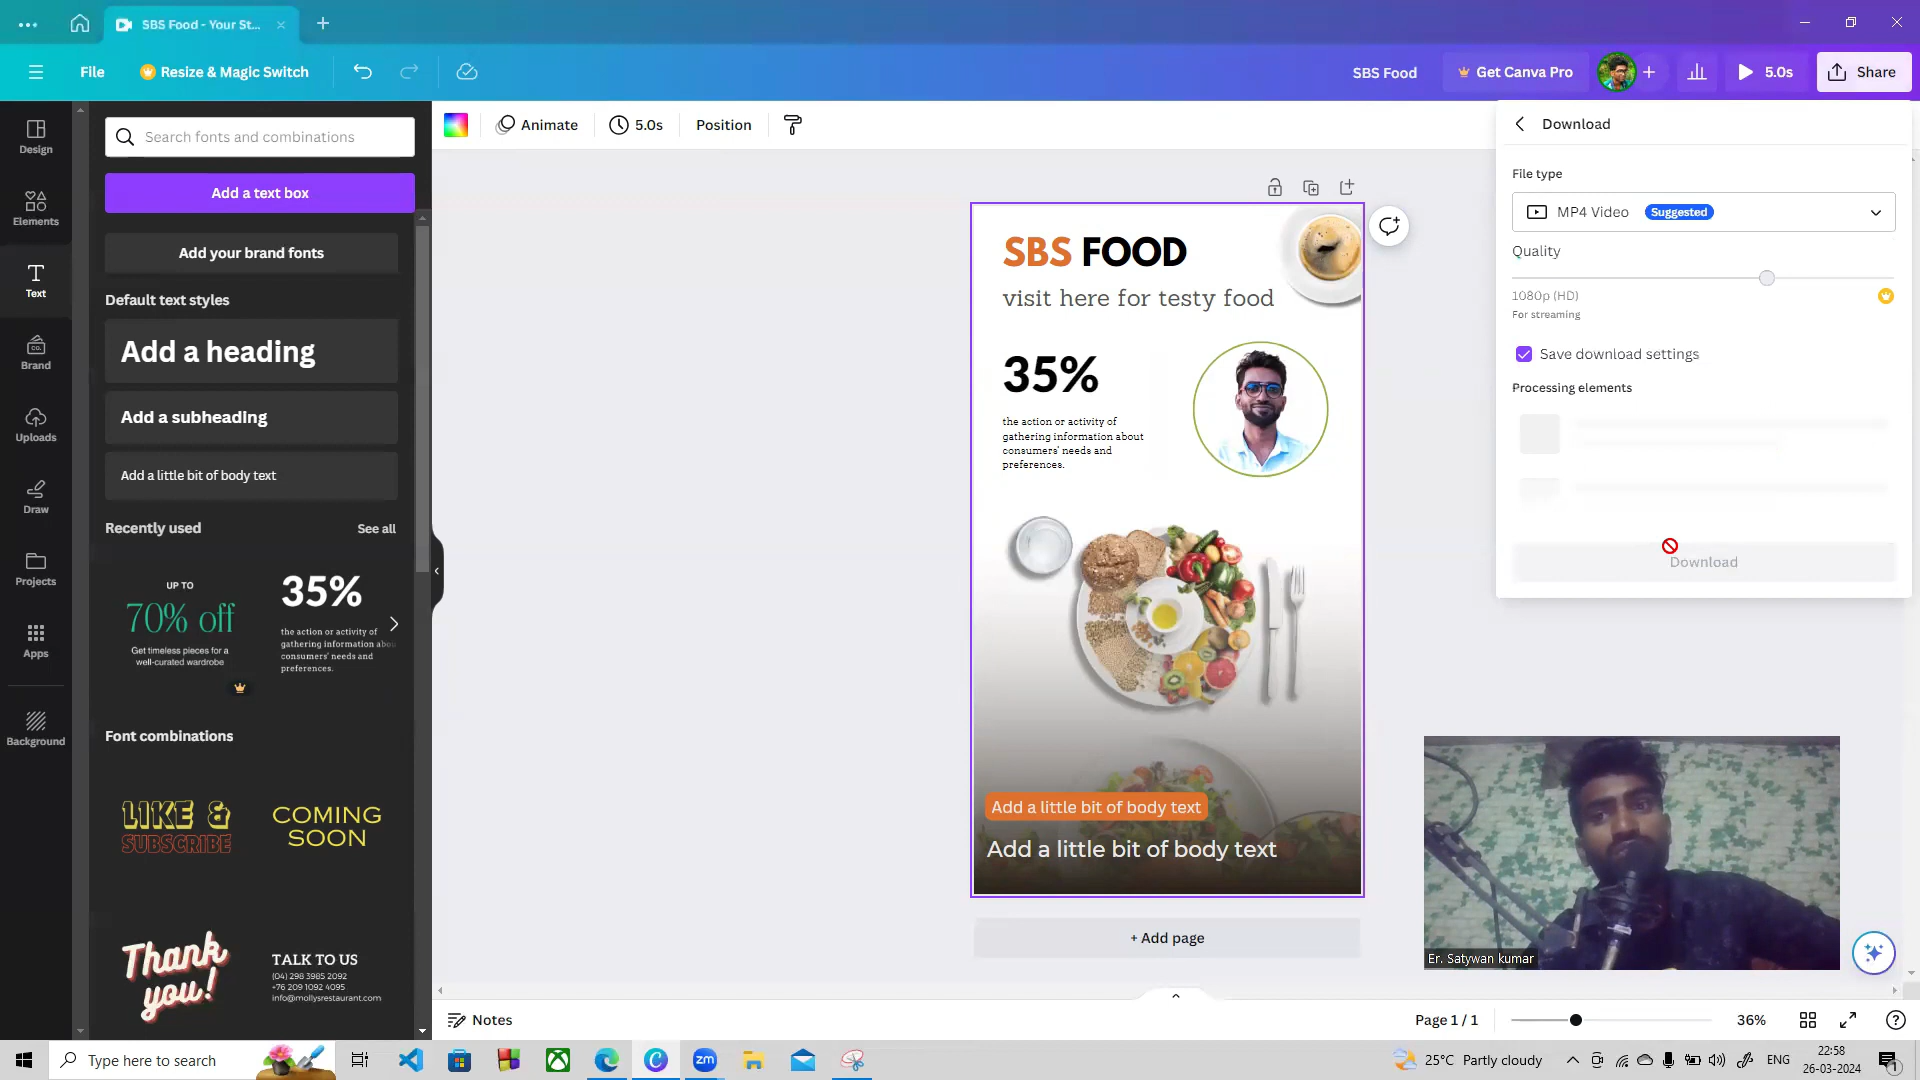 SBS Food - Your St...
File
Resize & Magic Switch
SBS Food
Get Canva Pro
5.0s
Share
Design
Elements
Text
Brand
Uploads
Draw
Projects
Apps
Background
Search fonts and combinations
Add a text box
Add your brand fonts
Default text styles
Add a heading
Add a subheading
Add a little bit of body text
Recently used
See all
UP TO
70% off
Get timeless pieces for a
well-curated wardrobe
35%
the action or activity of
gathering information abou
consumers' needs and
preferences.
Font combinations
LIKE &
SUBSCRIBE
COMING
SOON
Thank
you!
TALK TO US
(04) 298 3985 2092
+76 209 1092 4095
info@mollysrestaurant.com
Animate
5.0s
Position
SBS FOOD
visit here for testy food
35%
the action or activity of
gathering information about
consumers' needs and
preferences.
Add a little bit of body text
Add a little bit of body text
+ Add page
Download
File type
MP4 Video
Suggested
Quality
1080p (HD)
For streaming
Save download settings
Processing elements
Download
Er. Satywan kumar
Notes
Page 1 / 1
36%
Type here to search
zm
25°C Partly cloudy
ENG
22:58
26-03-2024
1